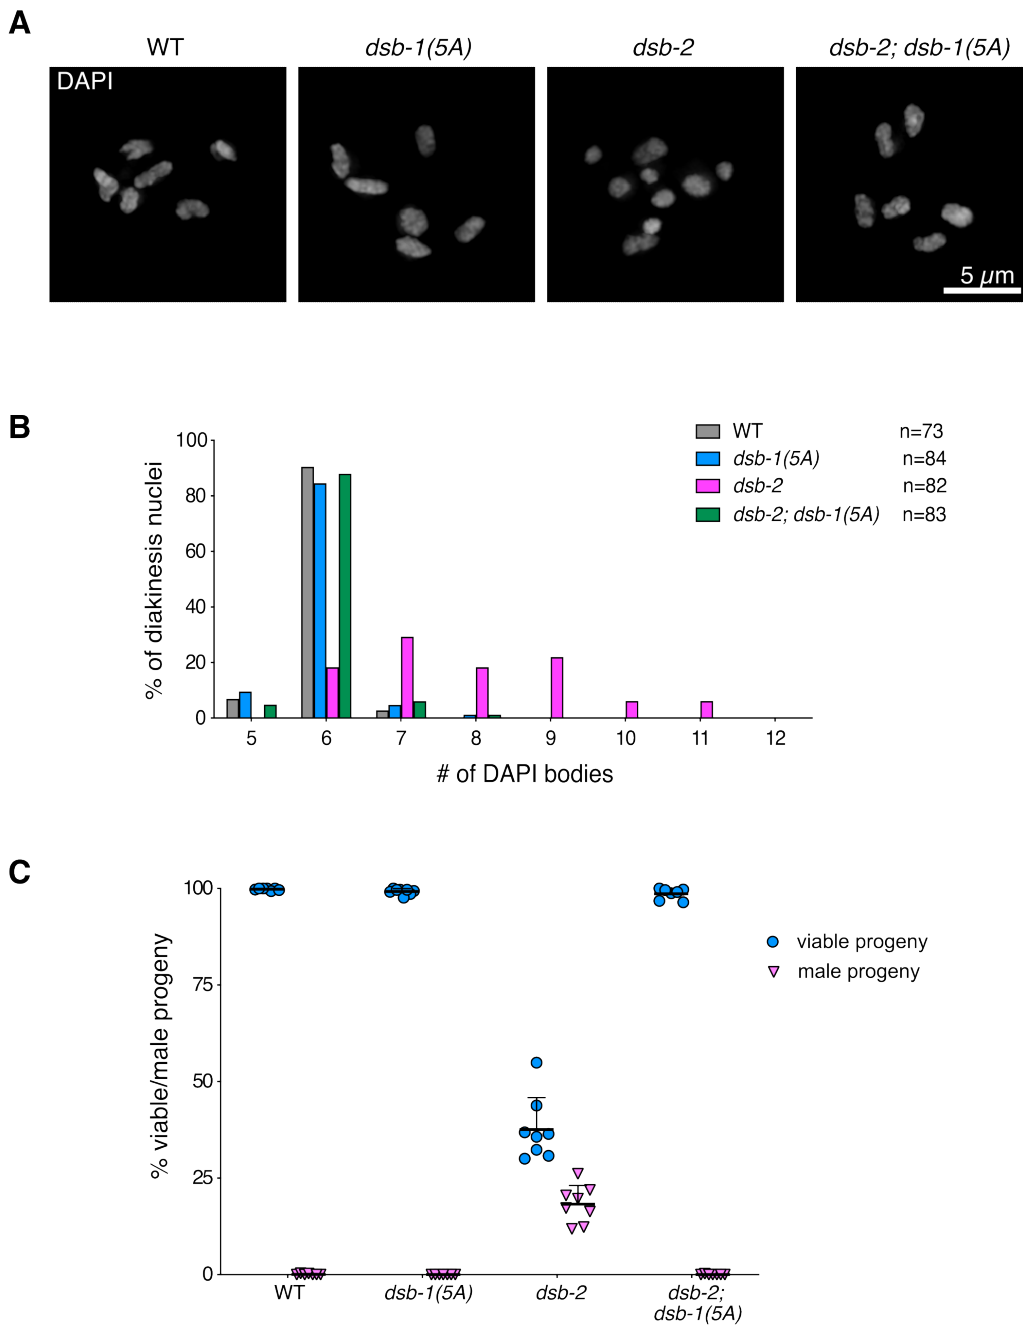 A
WT
dsb-1(5A)
dsb-2
dsb-2; dsb-1(5A)
DAPI
5 µm
B
% of diakinesis nuclei
100
80
60
40
20
0
5 6 7 8 9 10 11 12
# of DAPI bodies
WT n=73
dsb-1(5A) n=84
dsb-2 n=82
dsb-2; dsb-1(5A) n=83
C
% viable/male progeny
100
75
50
25
0
WT
dsb-1(5A)
dsb-2
dsb-2;
dsb-1(5A)
viable progeny
male progeny